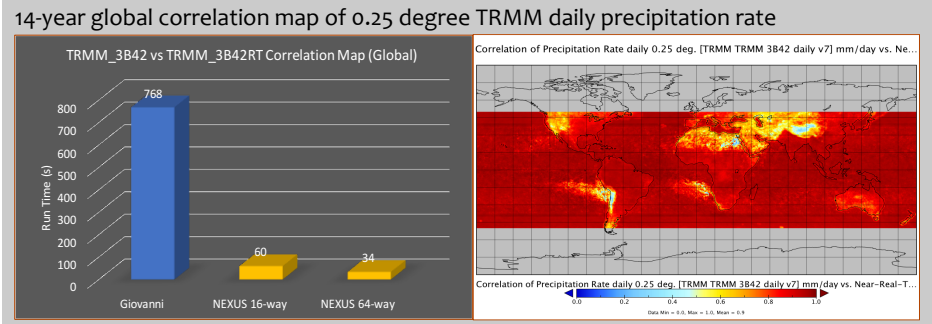 14-year global correlation map of 0.25 degree TRMM daily precipitation rate
TRMM_3B42 vs TRMM_3B42RT Correlation Map (Global)
Run Time (s)
800
700
600
500
400
300
200
100
0
768
60
34
Giovanni
NEXUS 16-way
NEXUS 64-way
Correlation of Precipitation Rate daily 0.25 deg. [TRMM TRMM 3B42 daily v7] mm/day vs. Ne...
Correlation of Precipitation Rate daily 0.25 deg. [TRMM TRMM 3B42 daily v7] mm/day vs. Near-Real-T...
0.0 0.2 0.4 0.6 0.8 1.0
Data Min = 0.0, Max = 1.0, Mean = 0.9